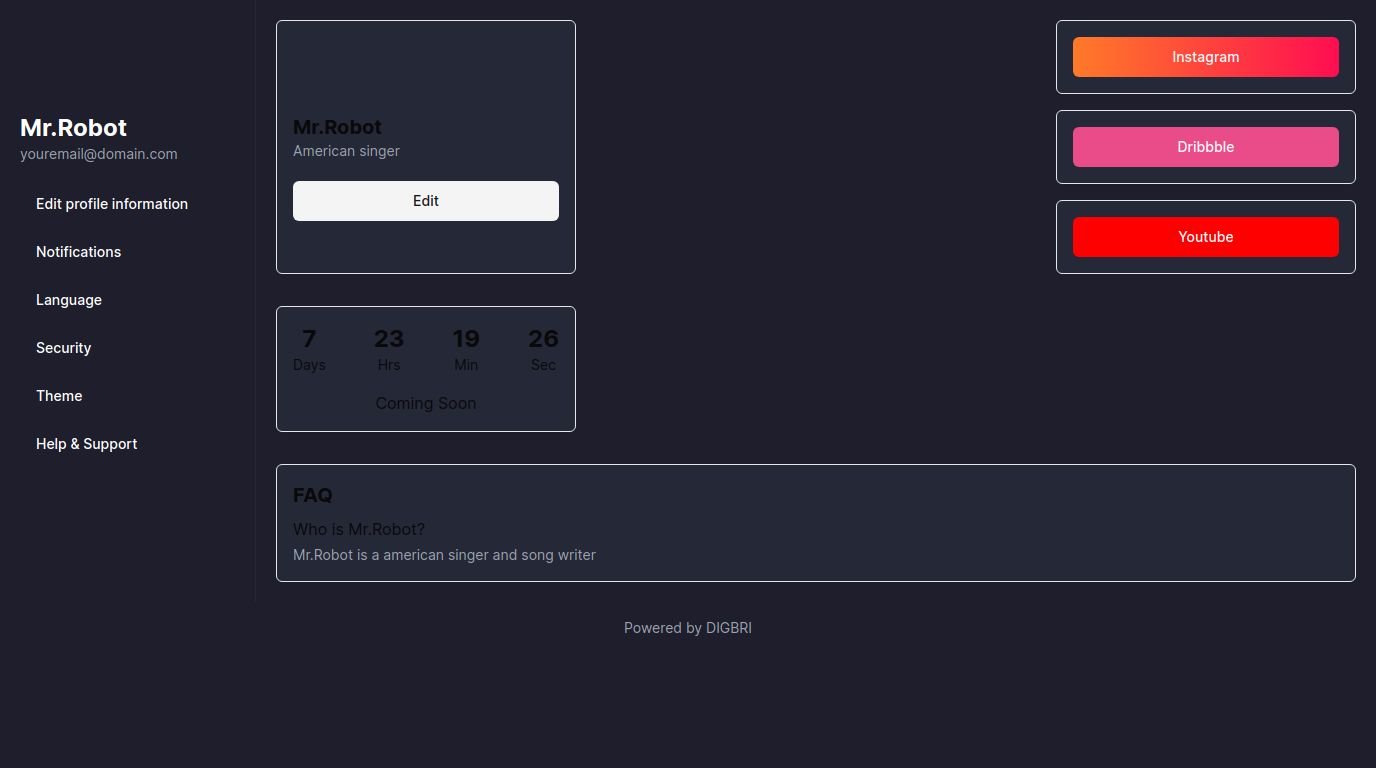 Mr.Robot
youremail@domain.com
Edit profile information
Notifications
Language
Security
Theme
Help & Support
Mr.Robot
American singer
Edit
Instagram
Dribbble
Youtube
7 23 19 26
Days Hrs Min Sec
Coming Soon
FAQ
Who is Mr.Robot?
Mr.Robot is a american singer and song writer
Powered by DIGBRI